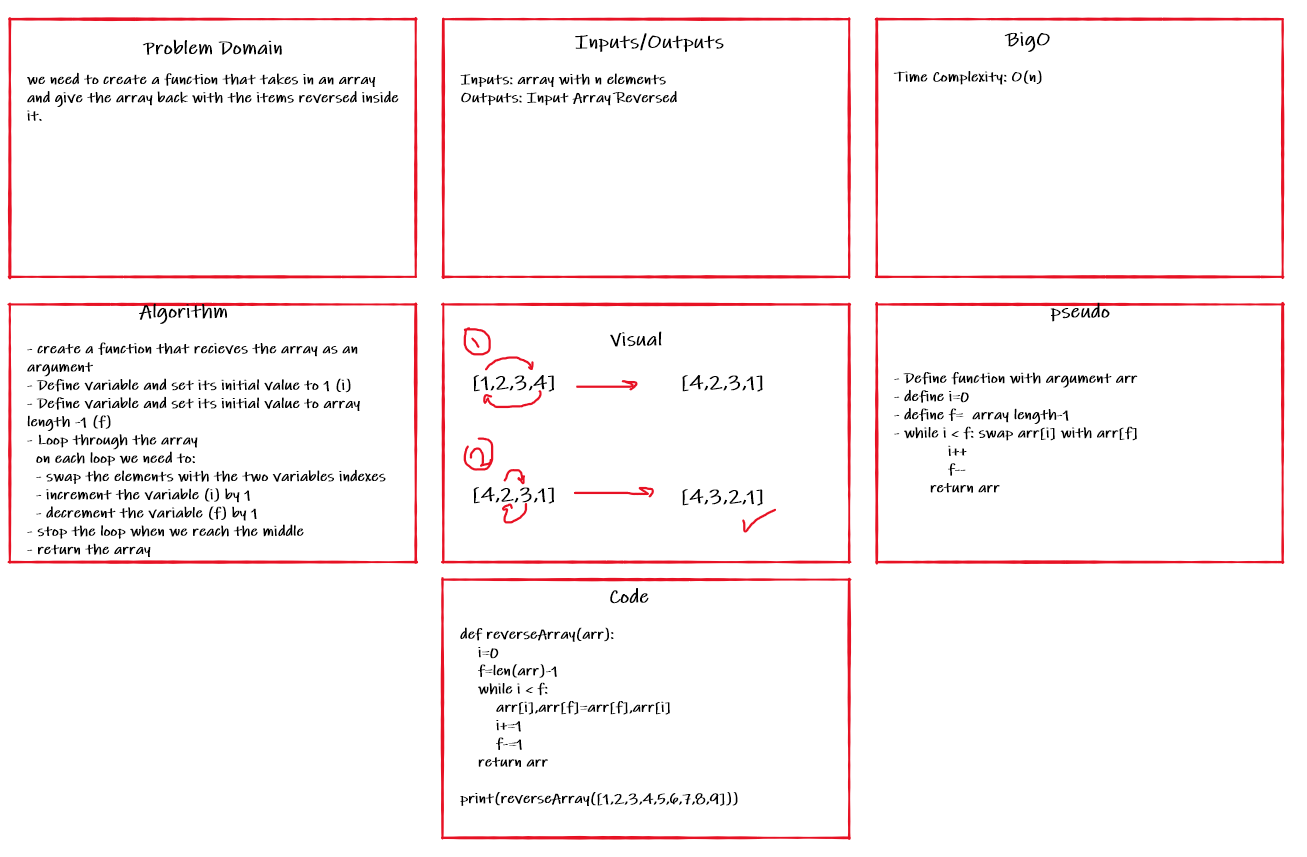 Problem Domain
we need to create a function that takes in an array
and give the array back with the items reversed inside
it.
Inputs/Outputs
Inputs: array with n elements
Outputs: Input Array Reversed
BigO
Time Complexity: O(n)
Algorithm
- create a function that recieves the array as an
argument
- Define variable and set its initial value to 1 (i)
- Define variable and set its initial value to array
length -1 (f)
- Loop through the array
on each loop we need to:
- swap the elements with the two variables indexes
- increment the variable (i) by 1
- decrement the variable (f) by 1
- stop the loop when we reach the middle
- return the array
Visual
1
[1,2,3,4] [4,2,3,1]
2
[4,2,3,1] [4,3,2,1]
pseudo
- Define function with argument arr
- define i=0
- define f= array length-1
- while i < f: swap arr[i] with arr[f]
i++
f--
return arr
Code
def reverseArray(arr):
i=0
f=len(arr)-1
while i < f:
arr[i],arr[f]=arr[f],arr[i]
i+=1
f-=1
return arr
print(reverseArray([1,2,3,4,5,6,7,8,9]))